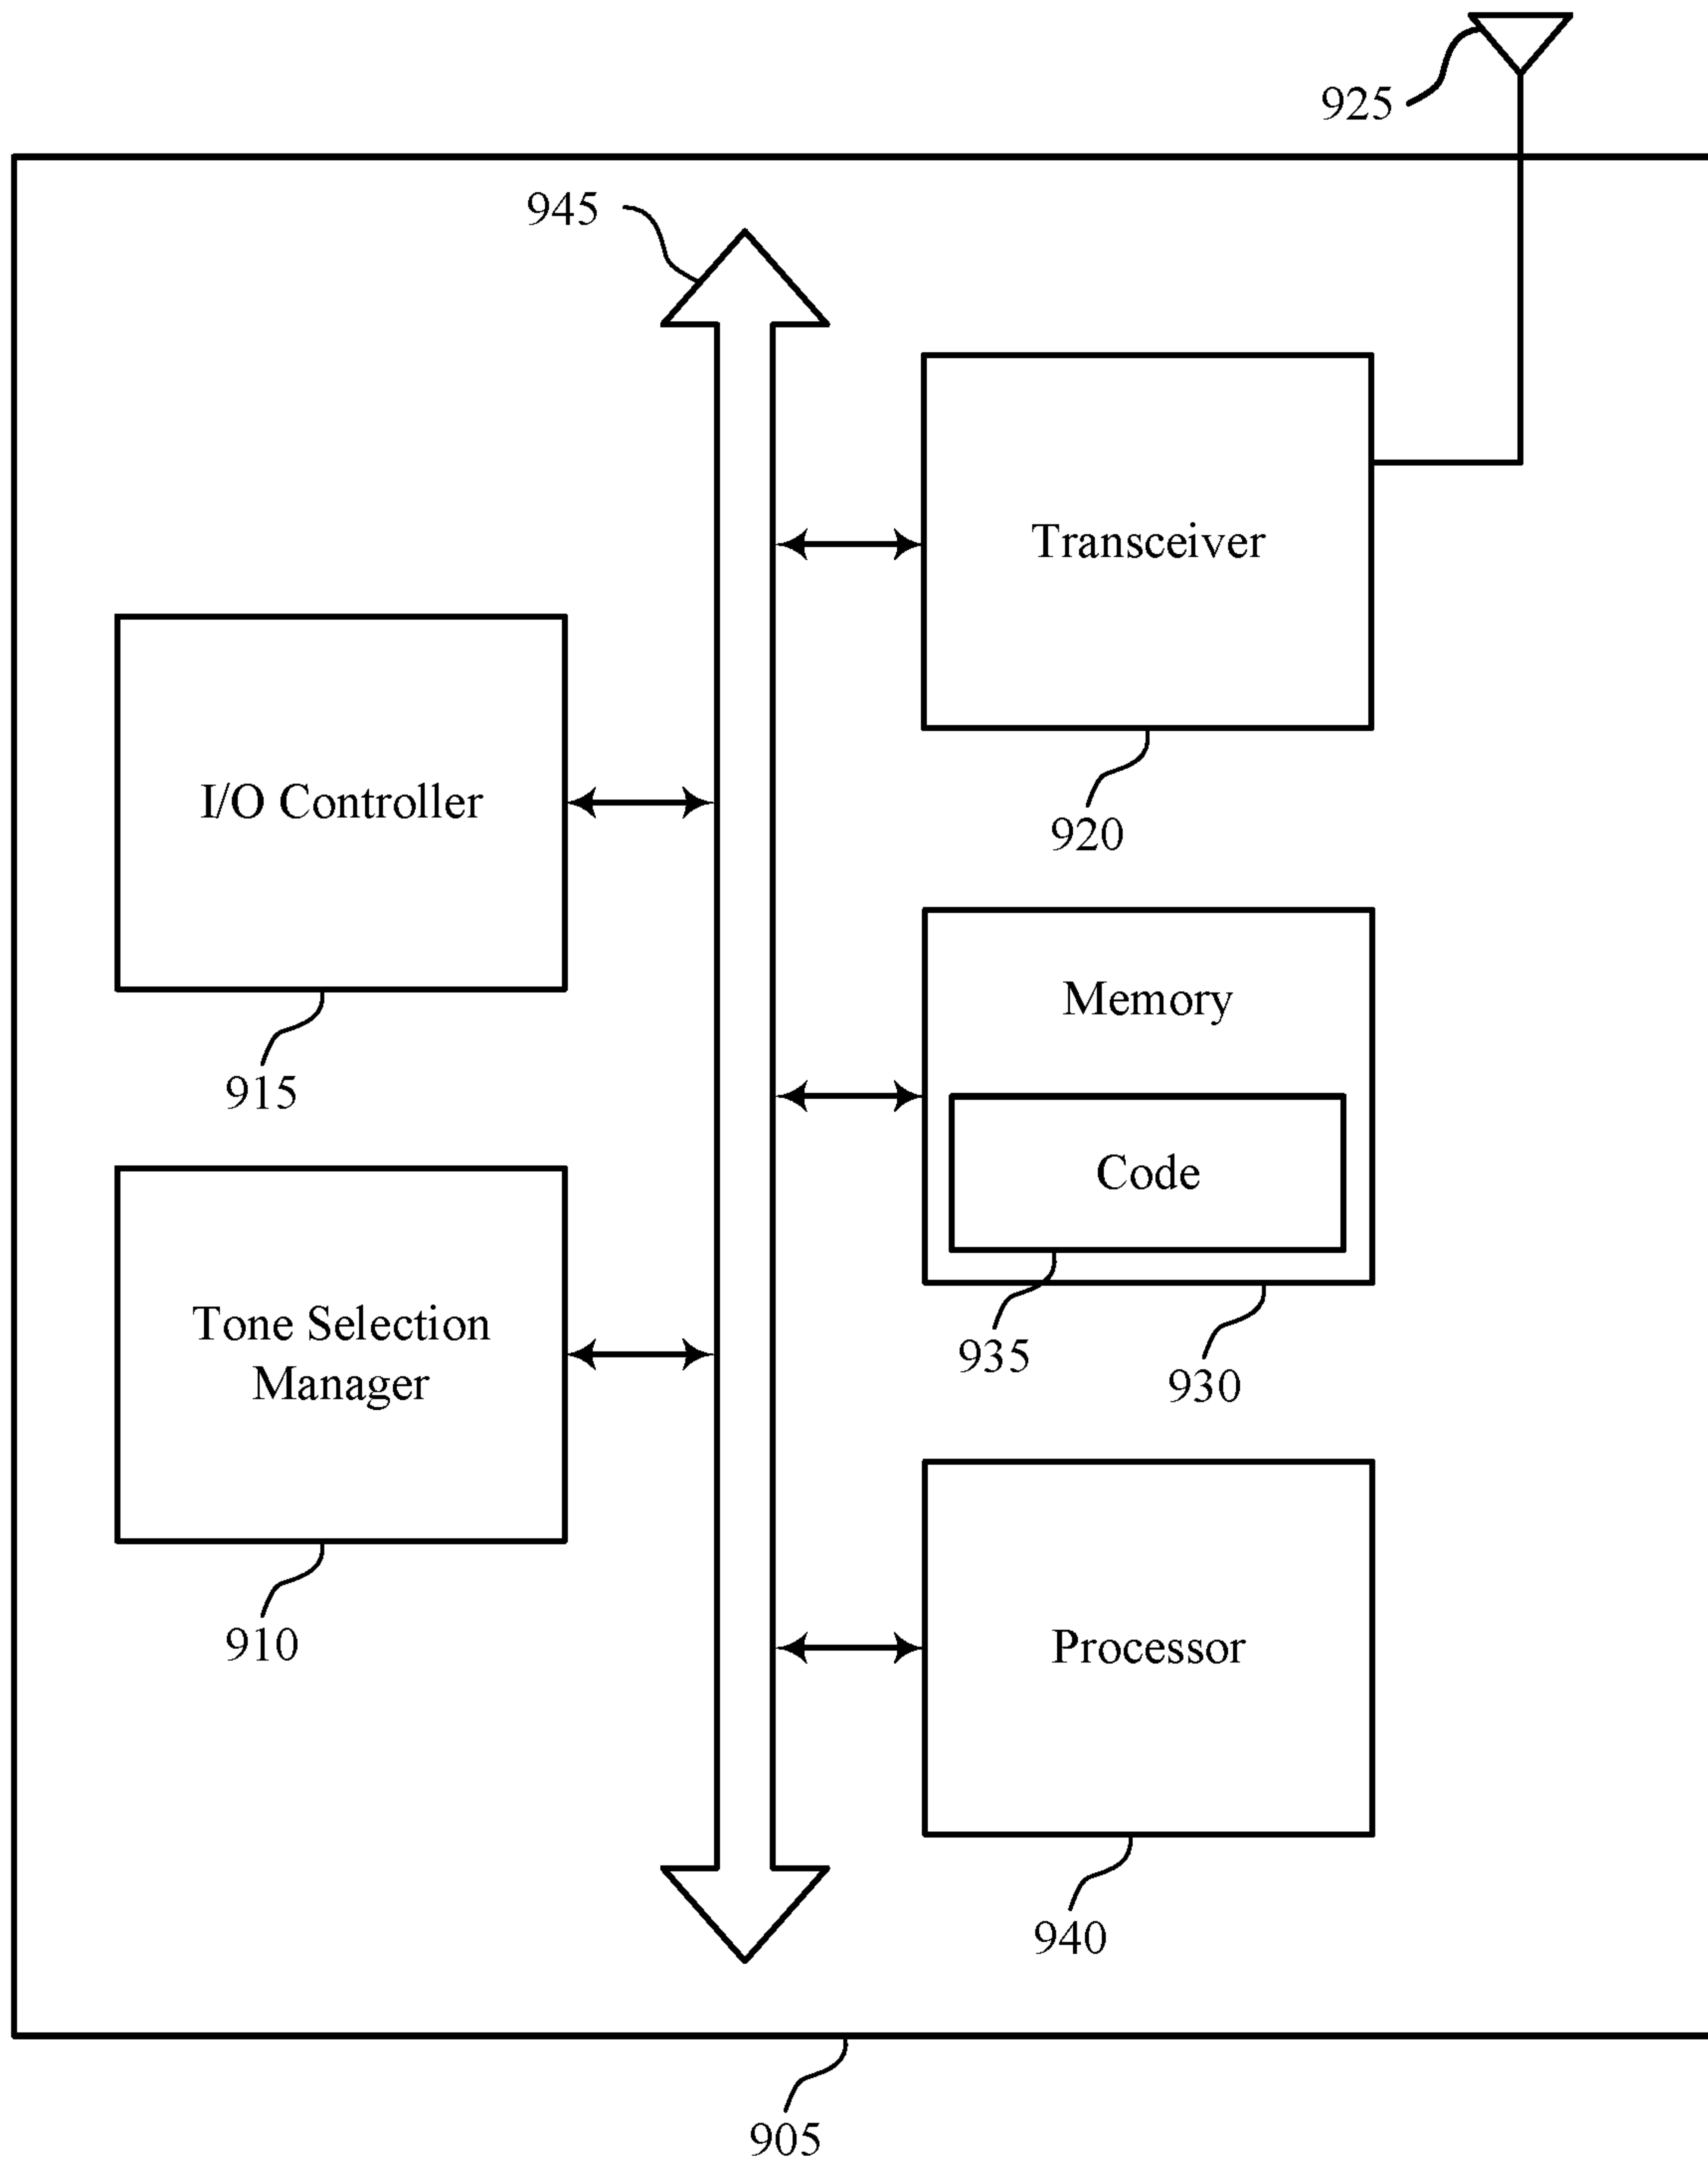 925
945
Transceiver
I/O Controller
920
Memory
915
Code
Tone Selection
Manager
935
930
910
Processor
940
905